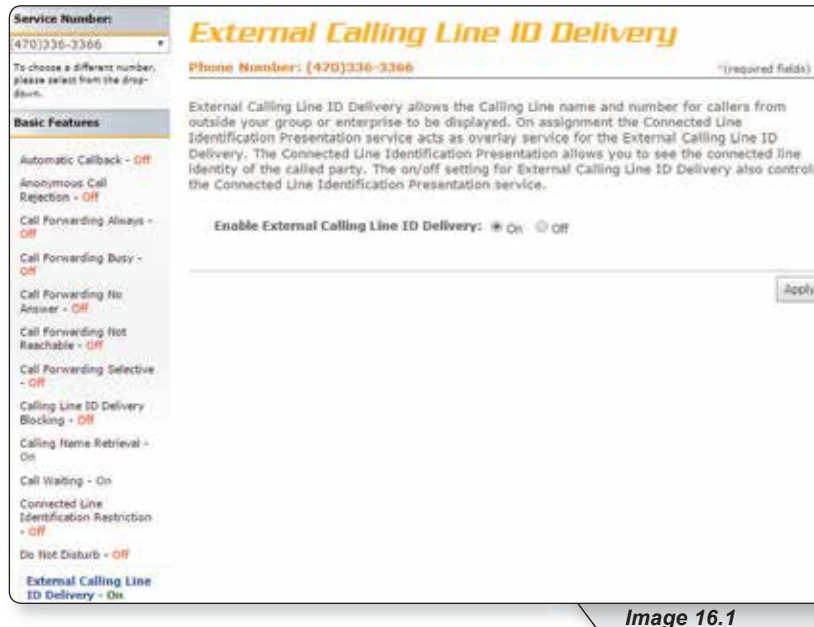 Service Number:
(470)336-3366
To choose a different number,
please select from the drop-
down.
Basic Features
Automatic Callback - Off
Anonymous Call
Rejection - Off
Call Forwarding Always -
Off
Call Forwarding Busy -
Off
Call Forwarding No
Answer - Off
Call Forwarding Not
Reachable - Off
Call Forwarding Selective
- Off
Calling Line ID Delivery
Blocking - Off
Calling Name Retrieval -
On
Call Waiting - On
Connected Line
Identification Restriction
- Off
Do Not Disturb - Off
External Calling Line
ID Delivery - On
External Calling Line ID Delivery
Phone Number: (470)336-3366
*(required fields)
External Calling Line ID Delivery allows the Calling Line name and number for callers from
outside your group or enterprise to be displayed. On assignment the Connected Line
Identification Presentation service acts as overlay service for the External Calling Line ID
Delivery. The Connected Line Identification Presentation allows you to see the connected line
identity of the called party. The on/off setting for External Calling Line ID Delivery also controls
the Connected Line Identification Presentation service.
Enable External Calling Line ID Delivery: On Off
Apply
Image 16.1